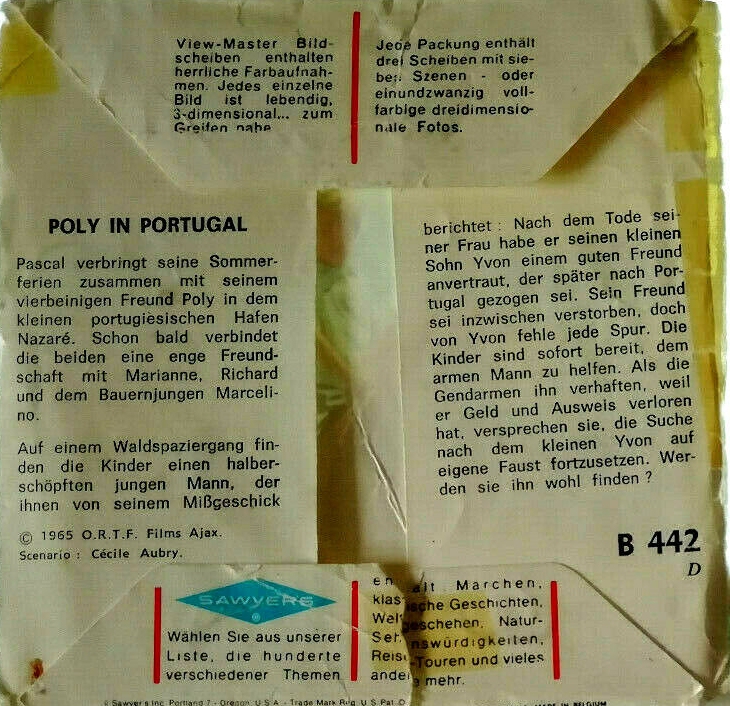 View-Master Bild-
scheiben enthalten
herrliche Farbaufnah-
men. Jedes einzelne
Bild ist lebendig,
3-dimensional... zum
Greifen nahe
Jede Packung enthält
drei Scheiben mit sie-
ben Szenen - oder
einundzwanzig voll-
farbige dreidimensio-
nale Fotos.
POLY IN PORTUGAL
Pascal verbringt seine Sommer-
ferien zusammen mit seinem
vierbeinigen Freund Poly in dem
kleinen portugiesischen Hafen
Nazaré. Schon bald verbindet
die beiden eine enge Freund-
schaft mit Marianne, Richard
und dem Bauernjungen Marceli-
no.
Auf einem Waldspaziergang fin-
den die Kinder einen halber-
schöpften jungen Mann, der
ihnen von seinem Mißgeschick
© 1965 O.R.T.F. Films Ajax.
Scenario : Cécile Aubry.
berichtet : Nach dem Tode sei-
ner Frau habe er seinen kleinen
Sohn Yvon einem guten Freund
anvertraut, der später nach Por-
tugal gezogen sei. Sein Freund
sei inzwischen verstorben, doch
von Yvon fehle jede Spur. Die
Kinder sind sofort bereit, dem
armen Mann zu helfen. Als die
Gendarmen ihn verhaften, weil
er Geld und Ausweis verloren
hat, versprechen sie, die Suche
nach dem kleinen Yvon auf
eigene Faust fortzusetzen. Wer-
den sie ihn wohl finden ?
B 442
D
SAWYER'S
®
Wählen Sie aus unserer
Liste, die hunderte
verschiedener Themen
enthält Märchen,
klassische Geschichten,
Weltgeschehen, Natur-
Sehenswürdigkeiten,
Reise-Touren und vieles
andere mehr.
© Sawyer's Inc. Portland 7 - Oregon U.S.A. - Trade Mark Reg. U.S. Pat. O
MADE IN BELGIUM